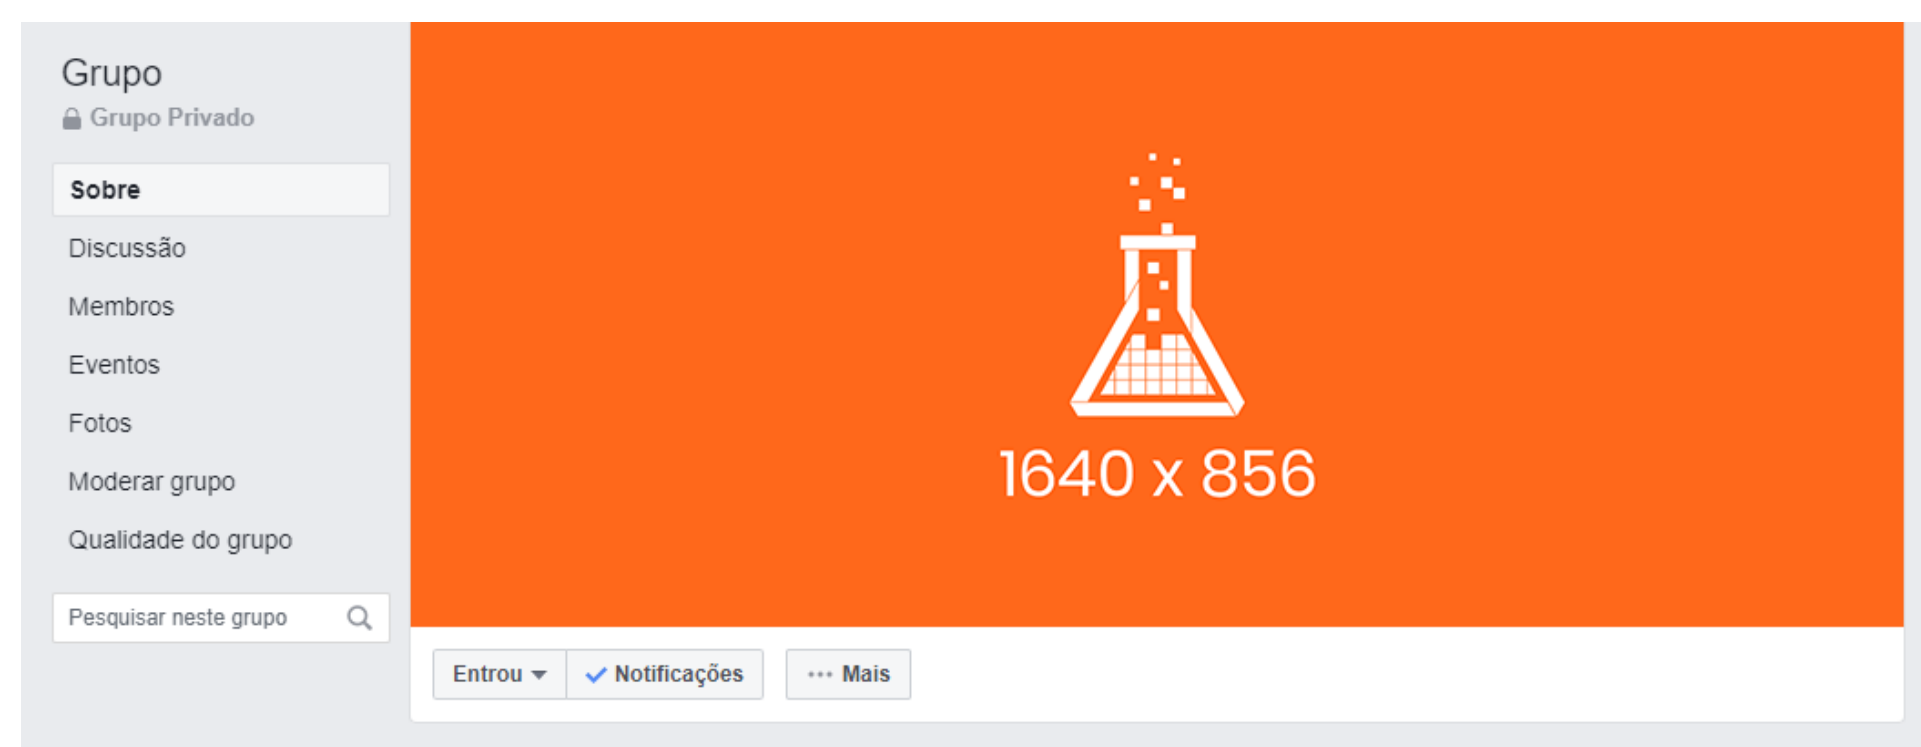 Grupo
Grupo Privado
Sobre
Discussão
Membros
Eventos
Fotos
Moderar grupo
Qualidade do grupo
Pesquisar neste grupo
1640 x 856
Entrou
Notificações
Mais